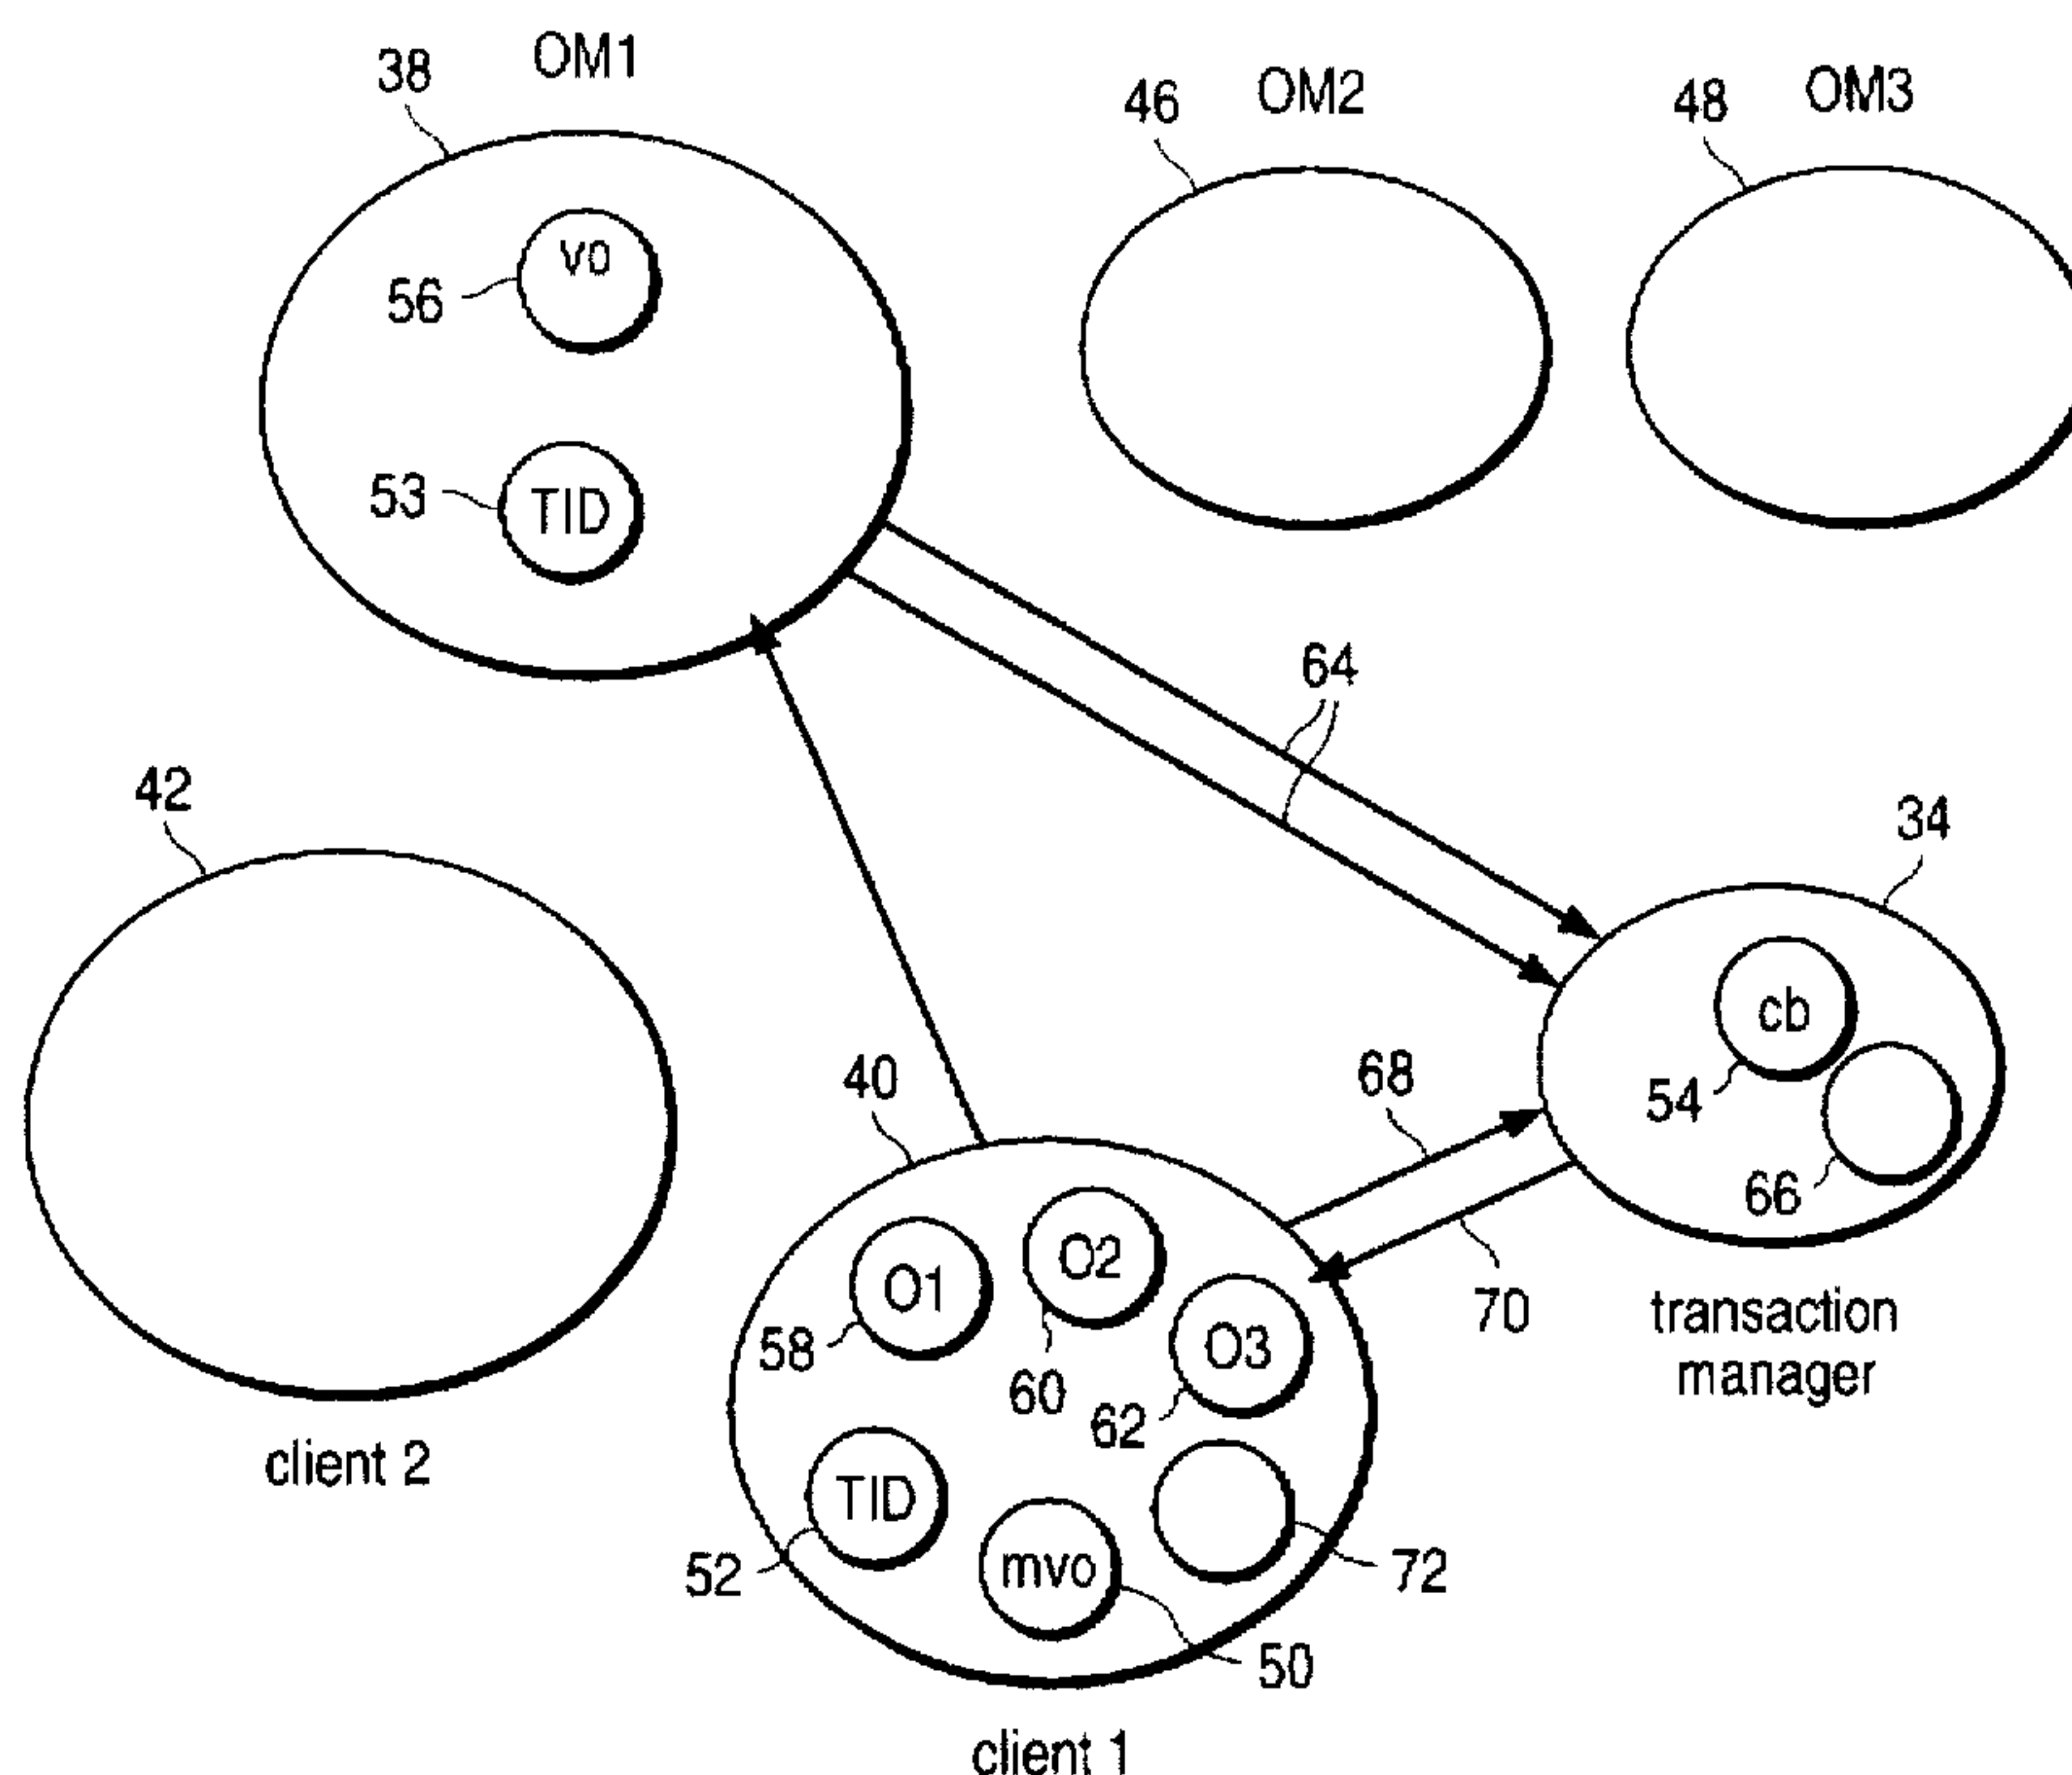 38
OM1
46
OM2
48
OM3
vo
56
53
TID
64
42
34
cb
54
66
40
68
70
transaction
manager
O1
58
O2
60
O3
62
TID
52
mvo
50
72
client 2
client 1